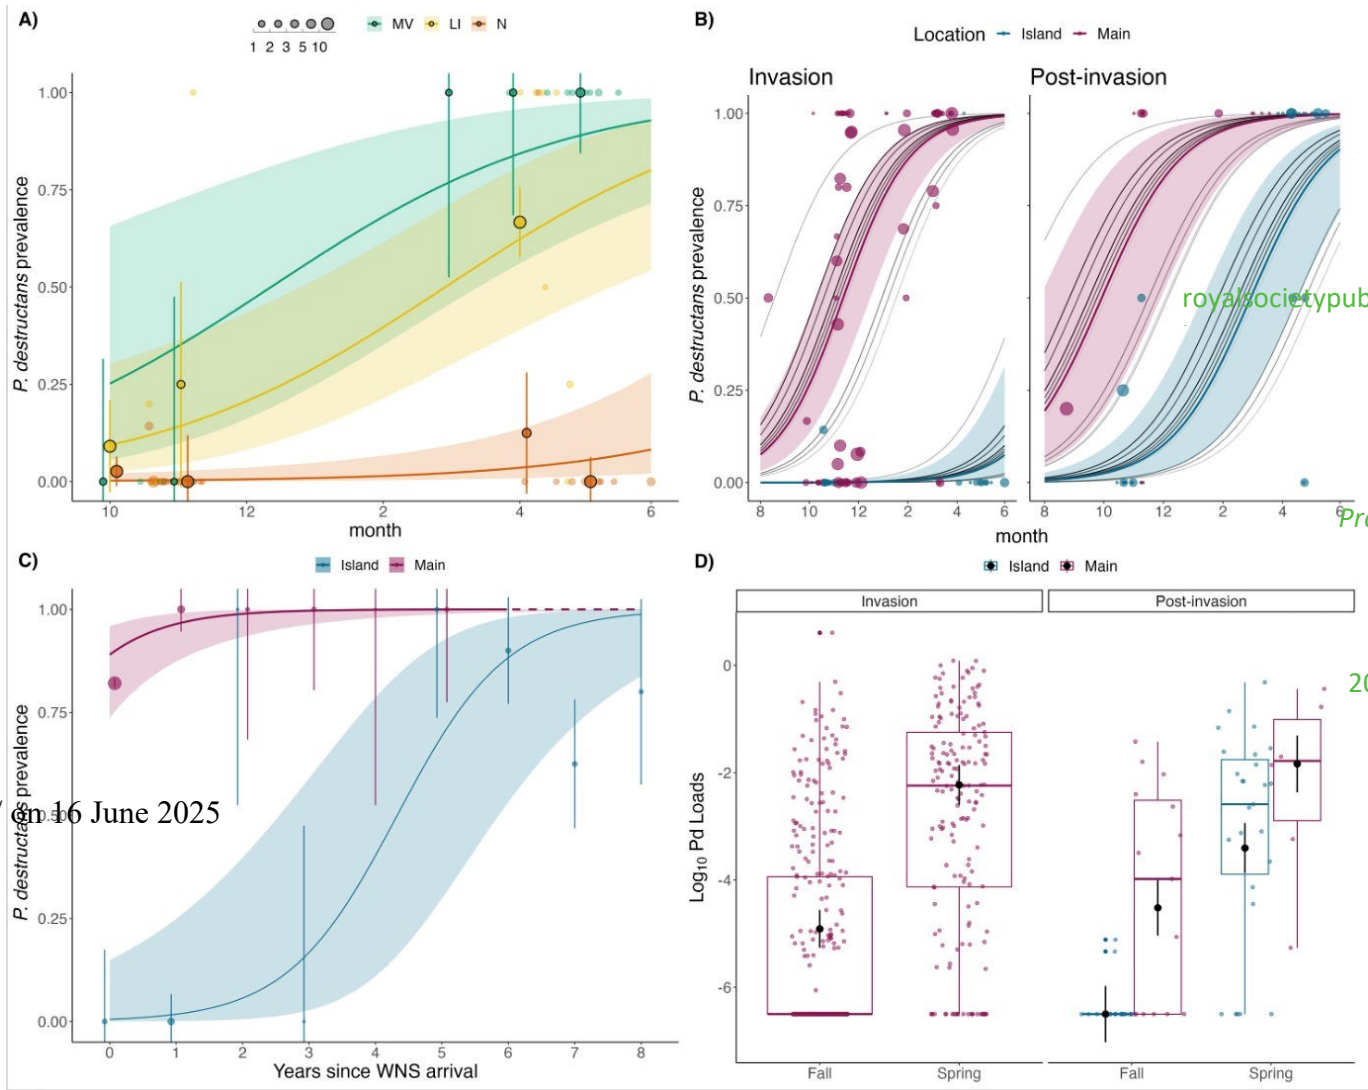 A)
1 2 3 5 10
MV LI N
P. destructans prevalence
1.00
0.75
0.50
0.25
0.00
10 12 2 4 6
month
B)
Location Island Main
Invasion
Post-invasion
P. destructans prevalence
1.00
0.75
0.50
0.25
0.00
8 10 12 2 4 6
8 10 12 2 4 6
month
royalsocietypub
Pro
C)
Island Main
P. destructans prevalence
1.00
0.75
0.50
0.25
0.00
0 1 2 3 4 5 6 7 8
Years since WNS arrival
/ on 16 June 2025
D)
Island Main
Invasion
Post-invasion
Log10 Pd Loads
0
-2
-4
-6
Fall Spring
Fall Spring
20